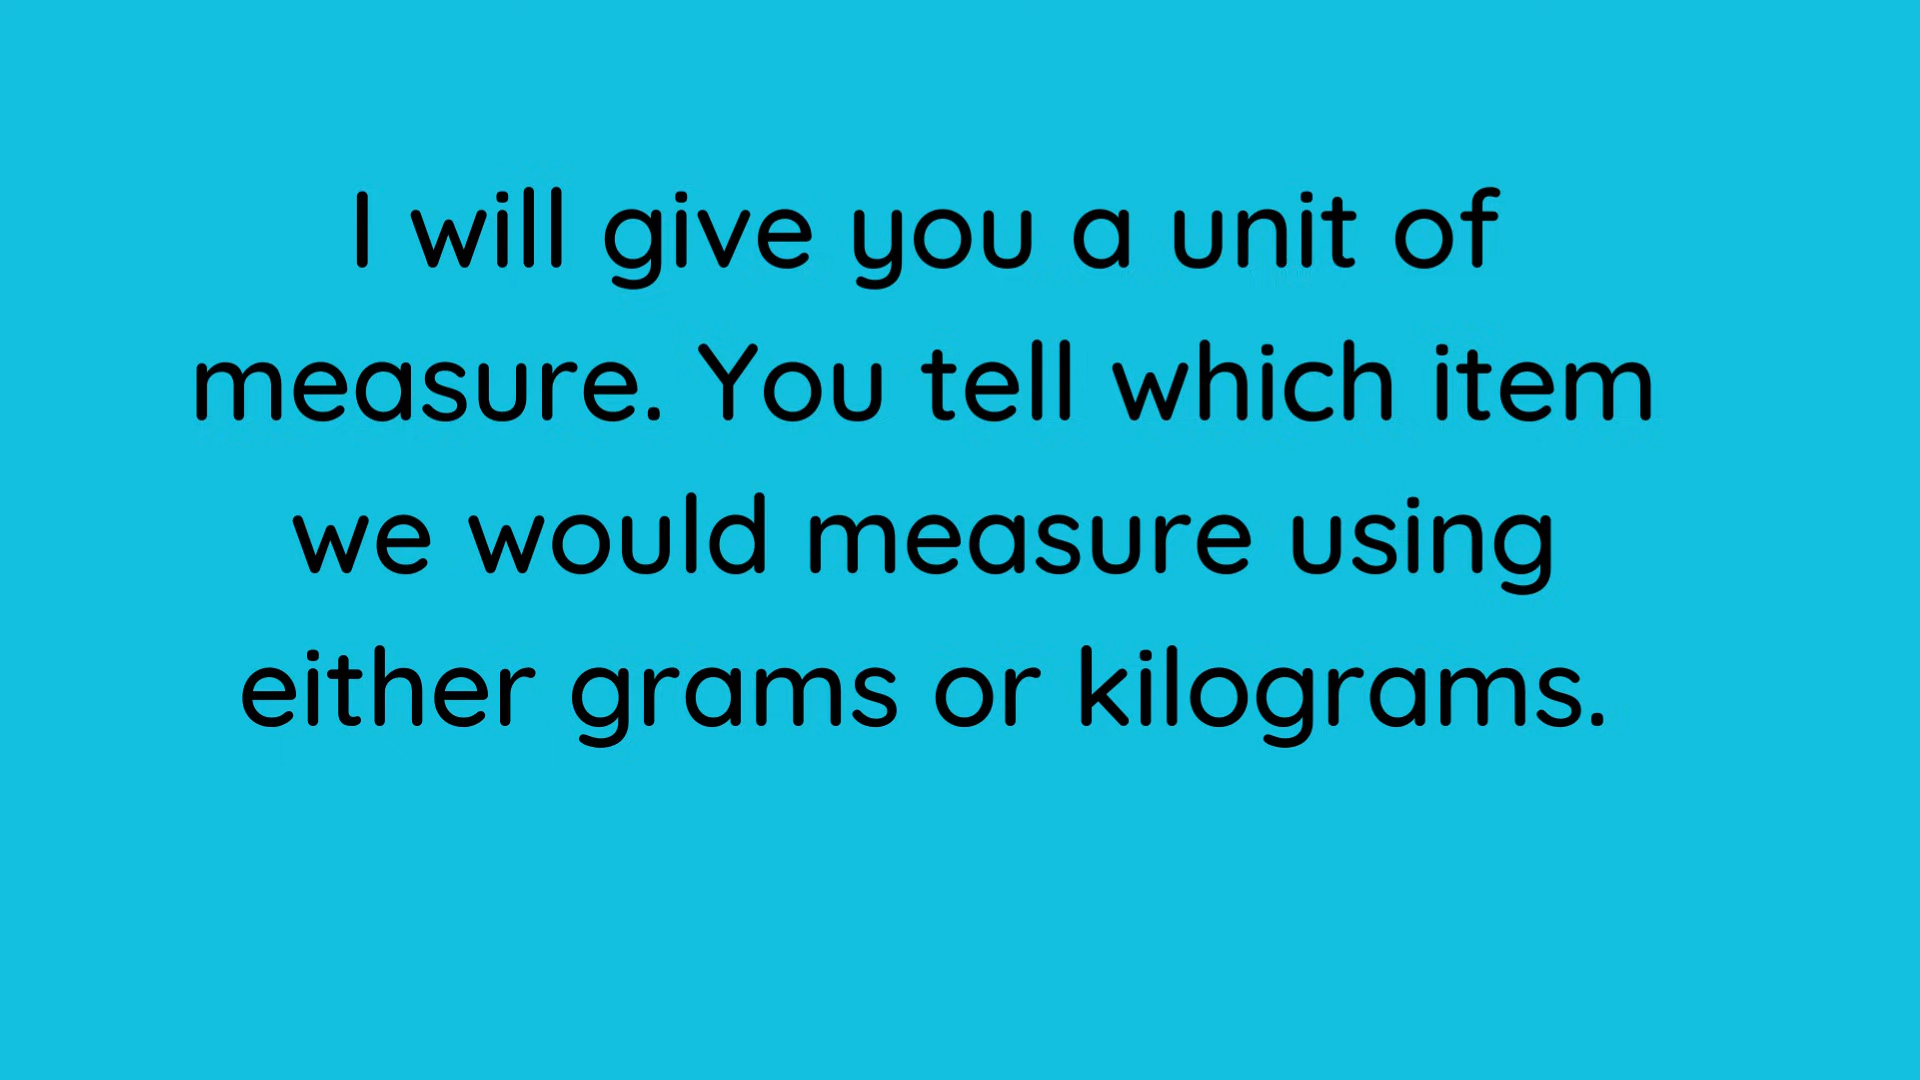 I will give you a unit of
measure. You tell which item
we would measure using
either grams or kilograms.